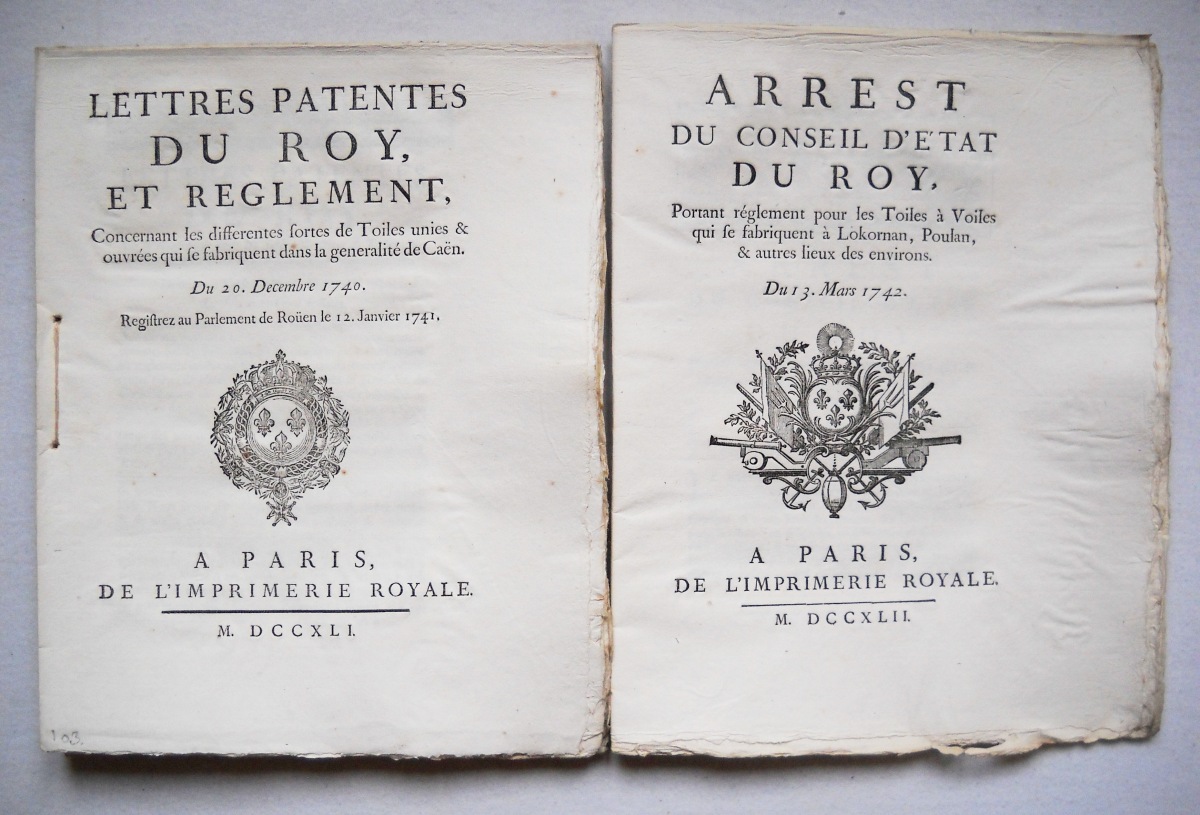 LETTRES PATENTES
DU ROY,
ET REGLEMENT,
Concernant les differentes ſortes de Toiles unies &
ouvrées qui ſe fabriquent dans la generalité de Caën.
Du 20. Decembre 1740.
Regiſtrez au Parlement de Roüen le 12. Janvier 1741.
A PARIS,
DE L'IMPRIMERIE ROYALE.
M. DCCXLI.
103.
ARREST
DU CONSEIL D'ÉTAT
DU ROY,
Portant réglement pour les Toiles à Voiles
qui ſe fabriquent à Lokornan, Poulan,
& autres lieux des environs.
Du 13. Mars 1742.
A PARIS,
DE L'IMPRIMERIE ROYALE.
M. DCCXLII.